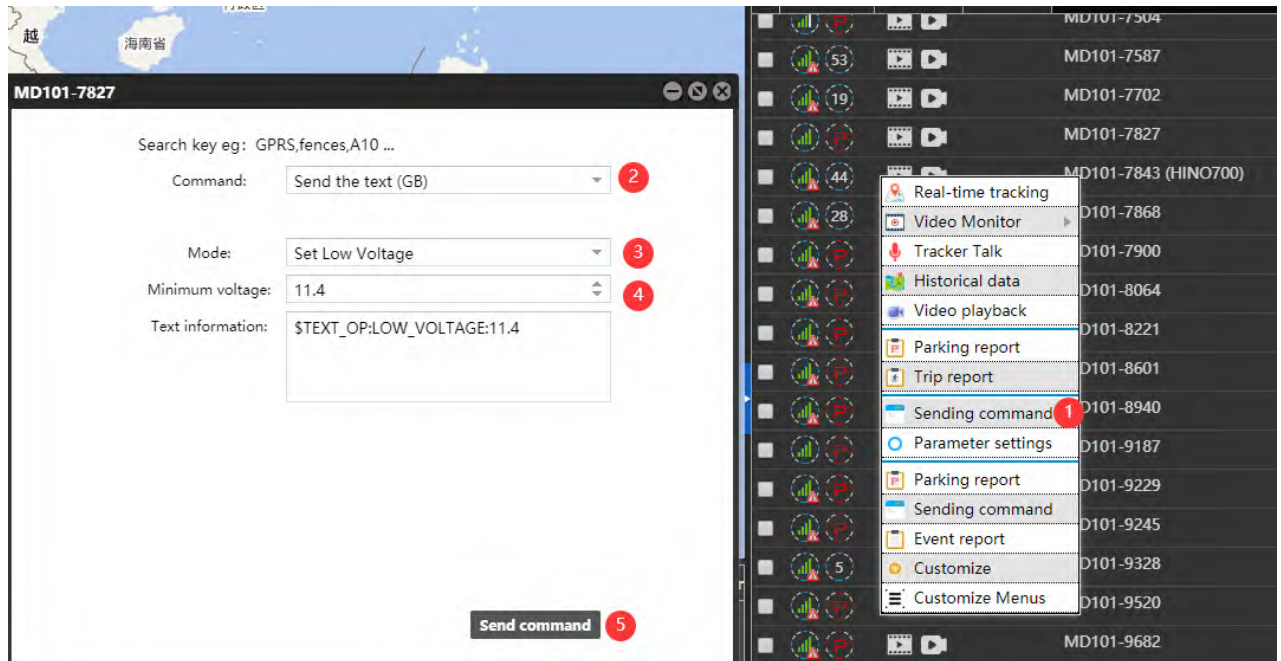 行政区
越
海南省
MD101-7827
Search key eg: GPRS,fences,A10 ...
Command:
Send the text (GB)
2
Mode:
Set Low Voltage
3
Minimum voltage:
11.4
4
Text information:
$TEXT_OP:LOW_VOLTAGE:11.4
Send command
5
MD101-7504
53
MD101-7587
19
MD101-7702
P
MD101-7827
44
MD101-7843 (HINO700)
28
D101-7868
P
D101-7900
P
D101-8064
P
D101-8221
P
D101-8601
P
D101-8940
P
D101-9187
P
D101-9229
P
D101-9245
5
D101-9328
P
D101-9520
P
MD101-9682
Real-time tracking
Video Monitor
Tracker Talk
Historical data
Video playback
Parking report
Trip report
Sending command
1
Parameter settings
Parking report
Sending command
Event report
Customize
Customize Menus